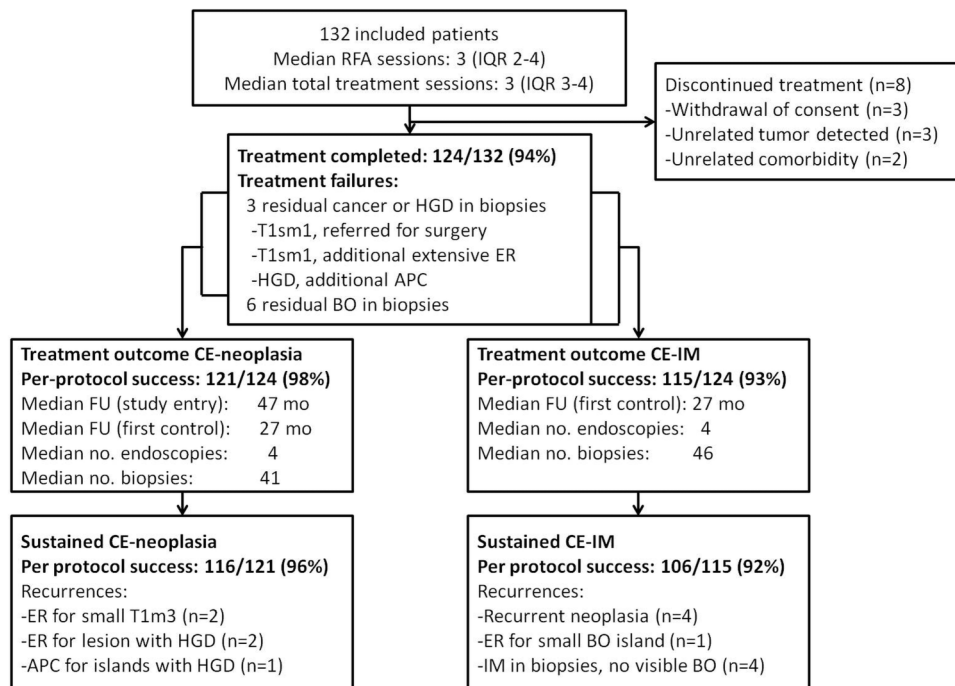 132 included patients
Median RFA sessions: 3 (IQR 2-4)
Median total treatment sessions: 3 (IQR 3-4)
Discontinued treatment (n=8)
-Withdrawal of consent (n=3)
-Unrelated tumor detected (n=3)
-Unrelated comorbidity (n=2)
Treatment completed: 124/132 (94%)
Treatment failures:
3 residual cancer or HGD in biopsies
-T1sm1, referred for surgery
-T1sm1, additional extensive ER
-HGD, additional APC
6 residual BO in biopsies
Treatment outcome CE-neoplasia
Per-protocol success: 121/124 (98%)
Median FU (study entry): 47 mo
Median FU (first control): 27 mo
Median no. endoscopies: 4
Median no. biopsies: 41
Treatment outcome CE-IM
Per-protocol success: 115/124 (93%)
Median FU (first control): 27 mo
Median no. endoscopies: 4
Median no. biopsies: 46
Sustained CE-neoplasia
Per protocol success: 116/121 (96%)
Recurrences:
-ER for small T1m3 (n=2)
-ER for lesion with HGD (n=2)
-APC for islands with HGD (n=1)
Sustained CE-IM
Per protocol success: 106/115 (92%)
Recurrences:
-Recurrent neoplasia (n=4)
-ER for small BO island (n=1)
-IM in biopsies, no visible BO (n=4)